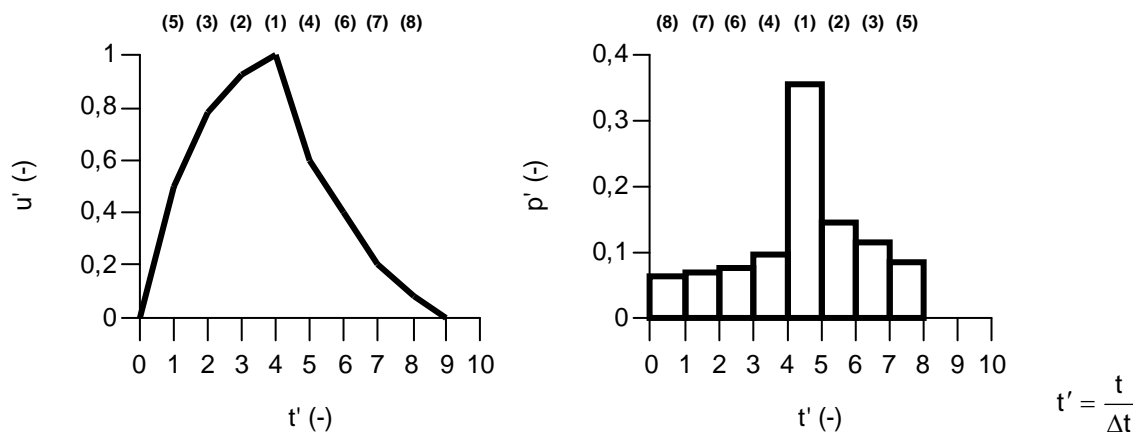 (5) (3) (2) (1) (4) (6) (7) (8)
1
0,8
0,6
0,4
0,2
0
u' (-)
0 1 2 3 4 5 6 7 8 9 10
t' (-)
(8) (7) (6) (4) (1) (2) (3) (5)
0,4
0,3
0,2
0,1
0
p' (-)
0 1 2 3 4 5 6 7 8 9 10
t' (-)
t′ = t / Δt